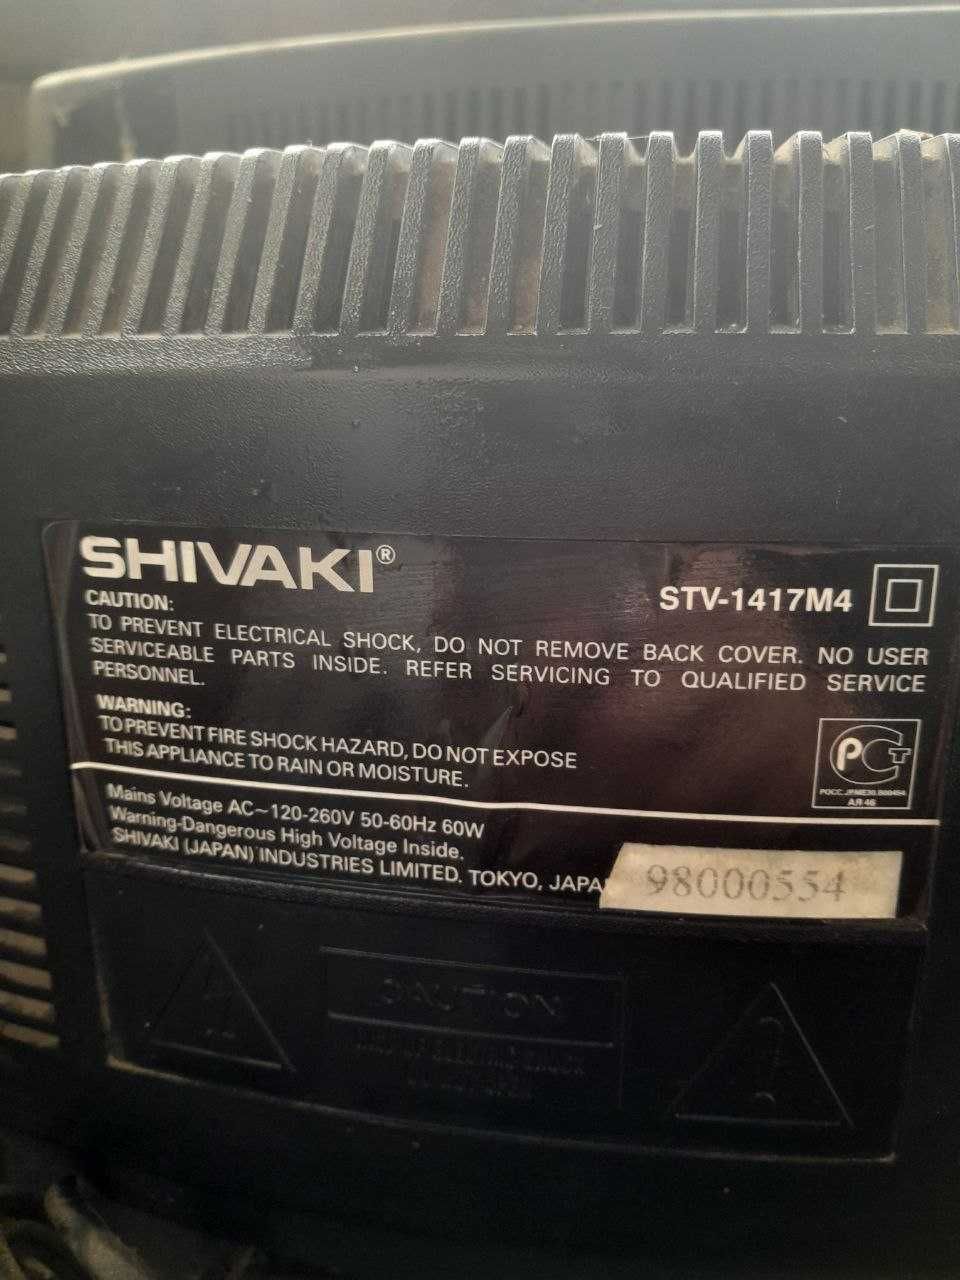 SHIVAKI®
STV-1417M4
CAUTION:
TO PREVENT ELECTRICAL SHOCK, DO NOT REMOVE BACK COVER. NO USER
SERVICEABLE PARTS INSIDE. REFER SERVICING TO QUALIFIED SERVICE
PERSONNEL.
WARNING:
TO PREVENT FIRE SHOCK HAZARD, DO NOT EXPOSE
THIS APPLIANCE TO RAIN OR MOISTURE.
РСТ
АЯ 46
Mains Voltage AC~120-260V 50-60Hz 60W
Warning-Dangerous High Voltage Inside.
SHIVAKI (JAPAN) INDUSTRIES LIMITED. TOKYO, JAPA
98000554
CAUTION